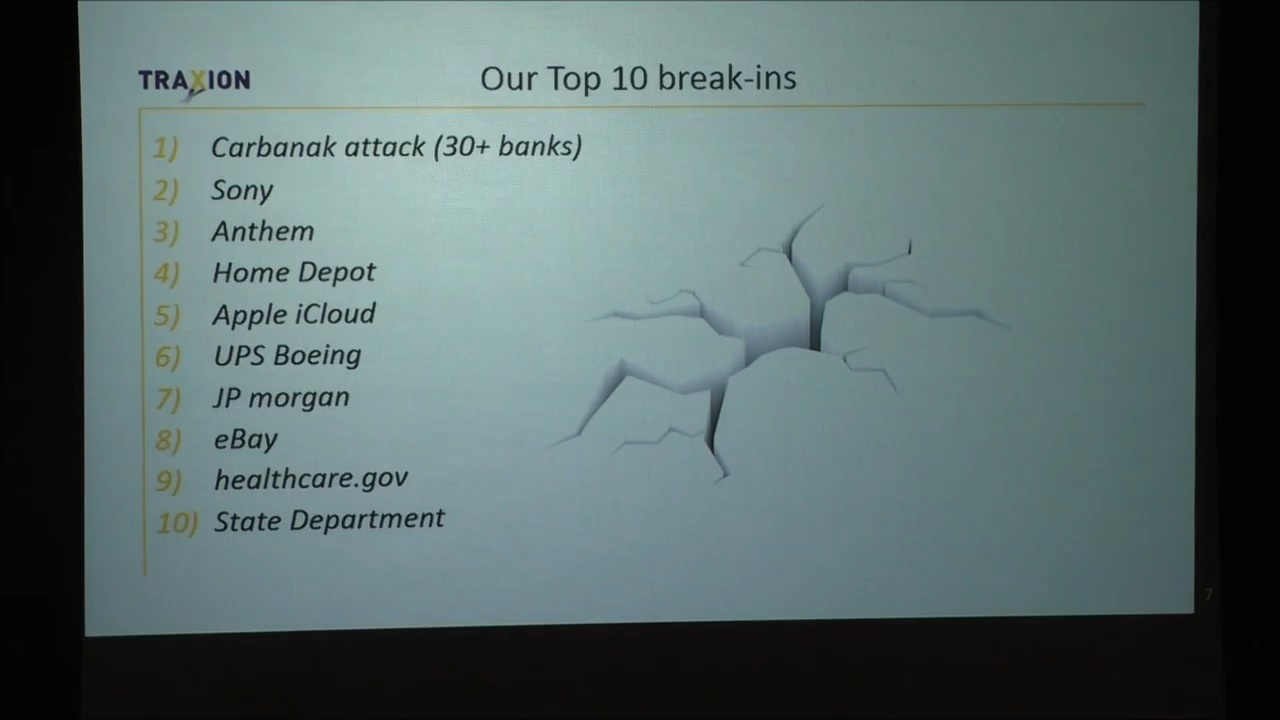 TRAXION
Our Top 10 break-ins
1) Carbanak attack (30+ banks)
2) Sony
3) Anthem
4) Home Depot
5) Apple iCloud
6) UPS Boeing
7) JP morgan
8) eBay
9) healthcare.gov
10) State Department
7